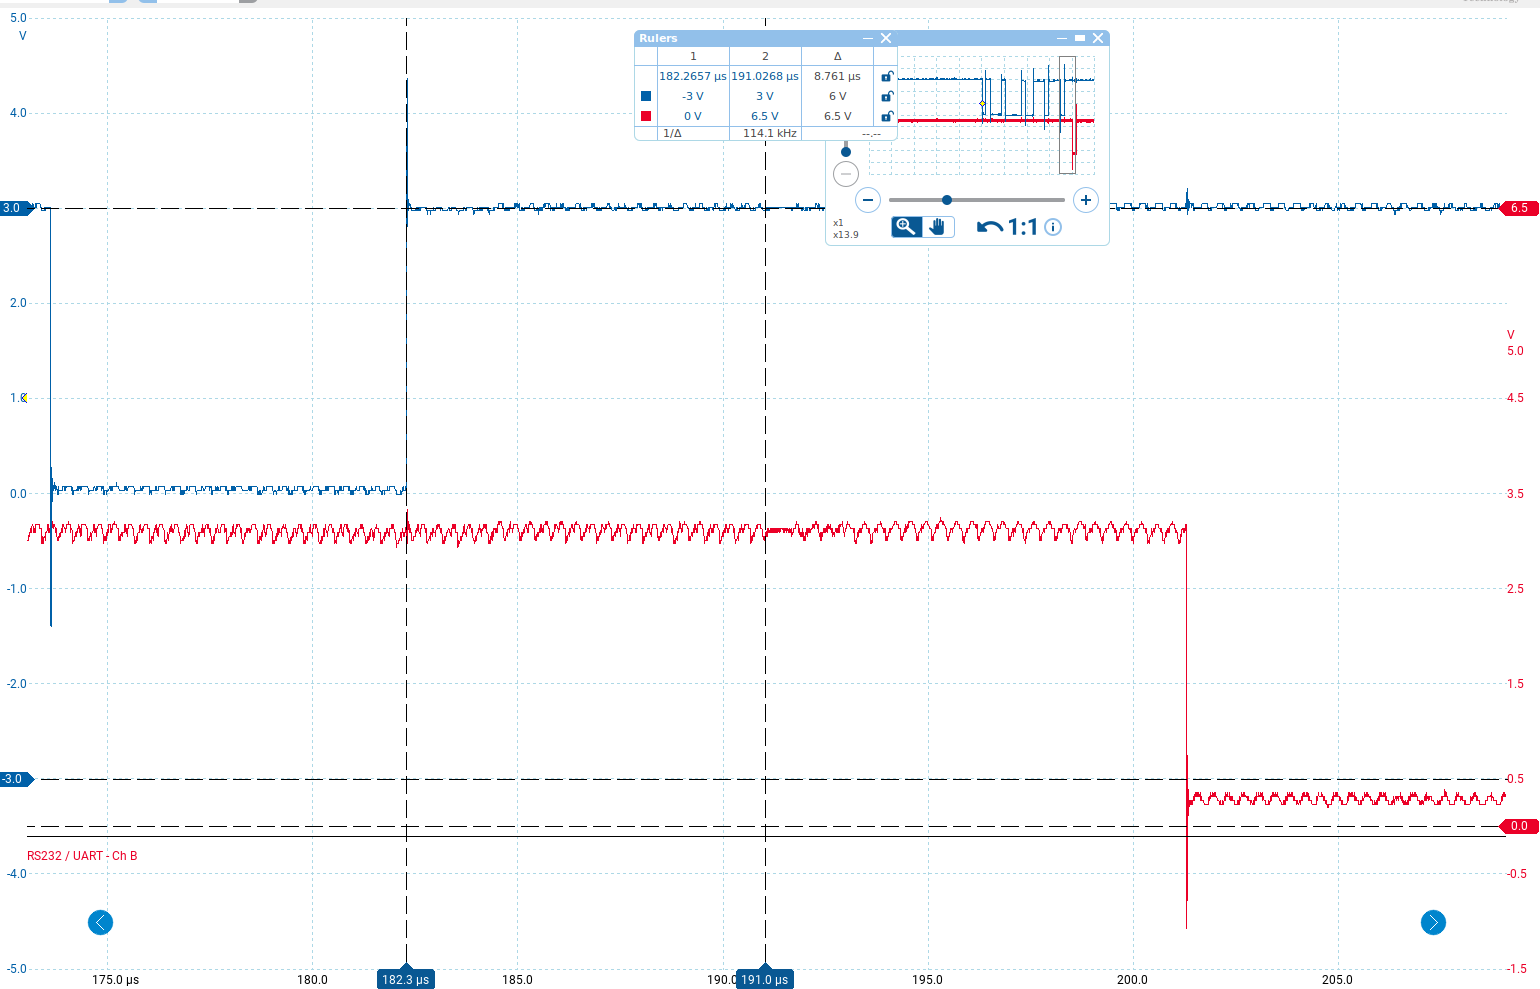 5.0
V
4.0
3.0
2.0
1.0
0.0
-1.0
-2.0
-3.0
-4.0
-5.0
Rulers
1 2 Δ
182.2657 µs 191.0268 µs 8.761 µs
-3 V 3 V 6 V
0 V 6.5 V 6.5 V
1/Δ 114.1 kHz --.--
x1
x13.9
1:1
6.5
V
5.0
4.5
3.5
2.5
1.5
0.5
0.0
-0.5
-1.5
RS232 / UART - Ch B
175.0 µs 180.0 182.3 µs 185.0 190.0 191.0 µs 195.0 200.0 205.0